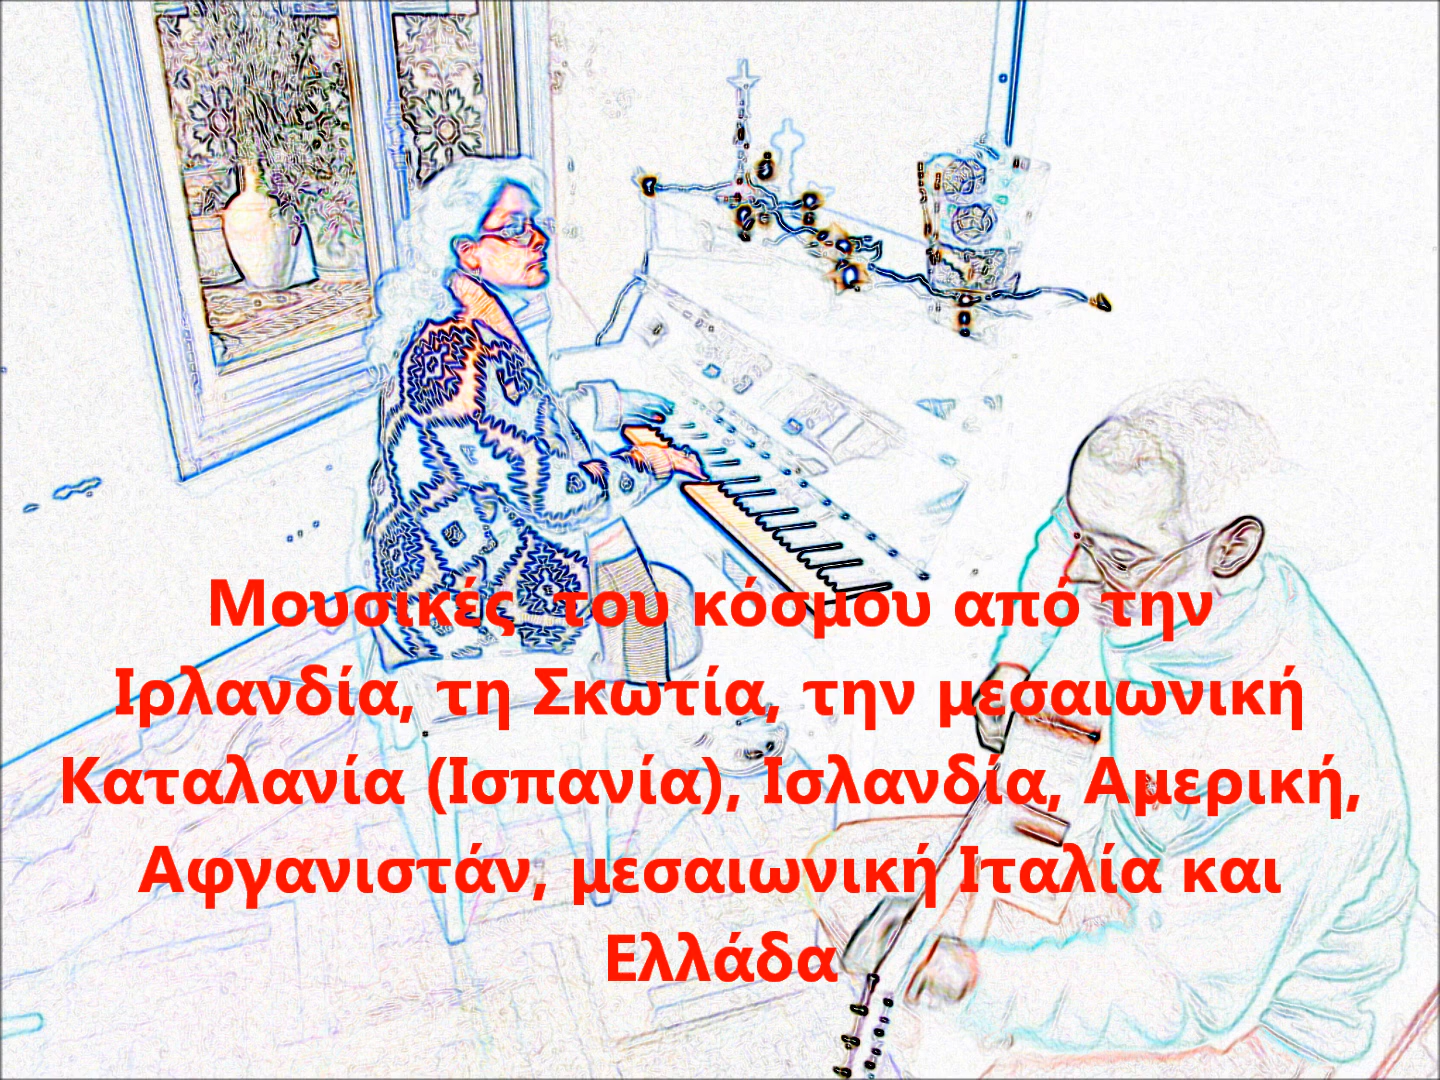 Μουσικές του κόσμου από την
Ιρλανδία, τη Σκωτία, την μεσαιωνική
Καταλανία (Ισπανία), Ισλανδία, Αμερική,
Αφγανιστάν, μεσαιωνική Ιταλία και
Ελλάδα